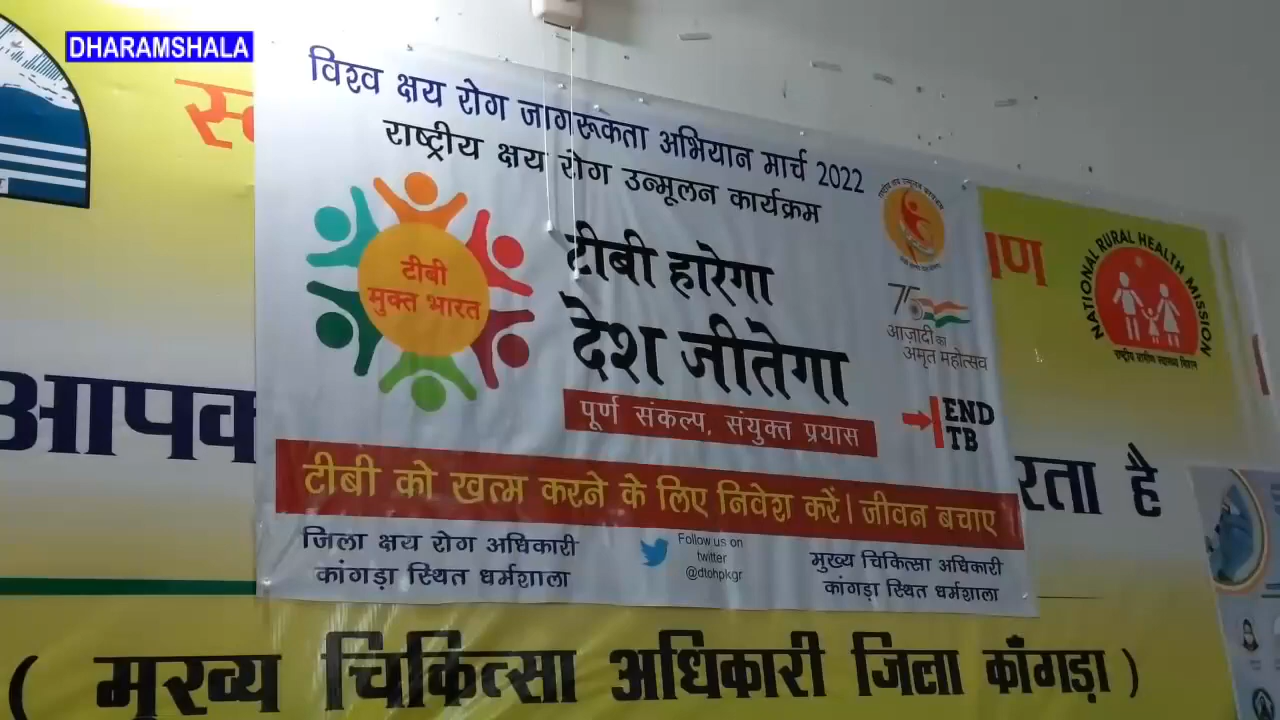 DHARAMSHALA
विश्व क्षय रोग जागरूकता अभियान मार्च 2022
राष्ट्रीय क्षय रोग उन्मूलन कार्यक्रम
टीबी
मुक्त भारत
टीबी हारेगा
देश जीतेगा
पूर्ण संकल्प, संयुक्त प्रयास
75
आज़ादी का
अमृत महोत्सव
END
TB
NATIONAL RURAL HEALTH MISSION
राष्ट्रीय ग्रामीण स्वास्थ्य मिशन
टीबी को खत्म करने के लिए निवेश करें। जीवन बचाए
जिला क्षय रोग अधिकारी
कांगड़ा स्थित धर्मशाला
Follow us on
twitter
@dtohpkgr
मुख्य चिकित्सा अधिकारी
कांगड़ा स्थित धर्मशाला
है
( मुख्य चिकित्सा अधिकारी जिला काँगड़ा )